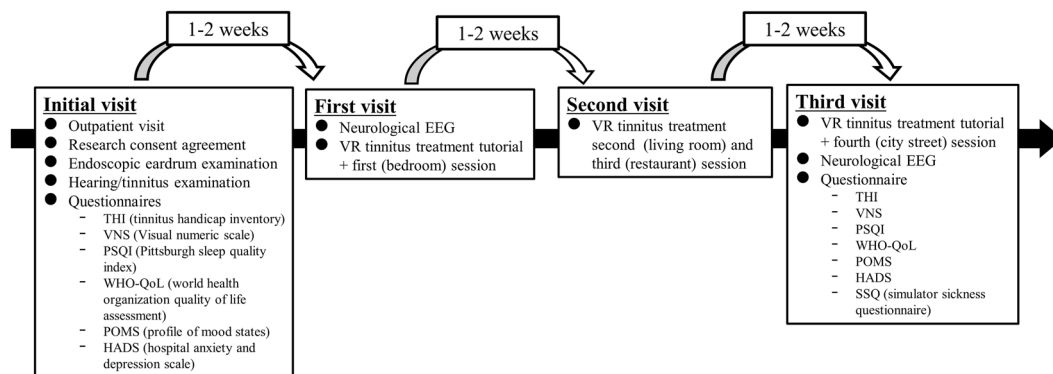 1-2 weeks
1-2 weeks
1-2 weeks
Initial visit
● Outpatient visit
● Research consent agreement
● Endoscopic eardrum examination
● Hearing/tinnitus examination
● Questionnaires
- THI (tinnitus handicap inventory)
- VNS (Visual numeric scale)
- PSQI (Pittsburgh sleep quality
index)
- WHO-QoL (world health
organization quality of life
assessment)
- POMS (profile of mood states)
- HADS (hospital anxiety and
depression scale)
First visit
● Neurological EEG
● VR tinnitus treatment tutorial
+ first (bedroom) session
Second visit
● VR tinnitus treatment
second (living room) and
third (restaurant) session
Third visit
● VR tinnitus treatment tutorial
+ fourth (city street) session
● Neurological EEG
● Questionnaire
- THI
- VNS
- PSQI
- WHO-QoL
- POMS
- HADS
- SSQ (simulator sickness
questionnaire)